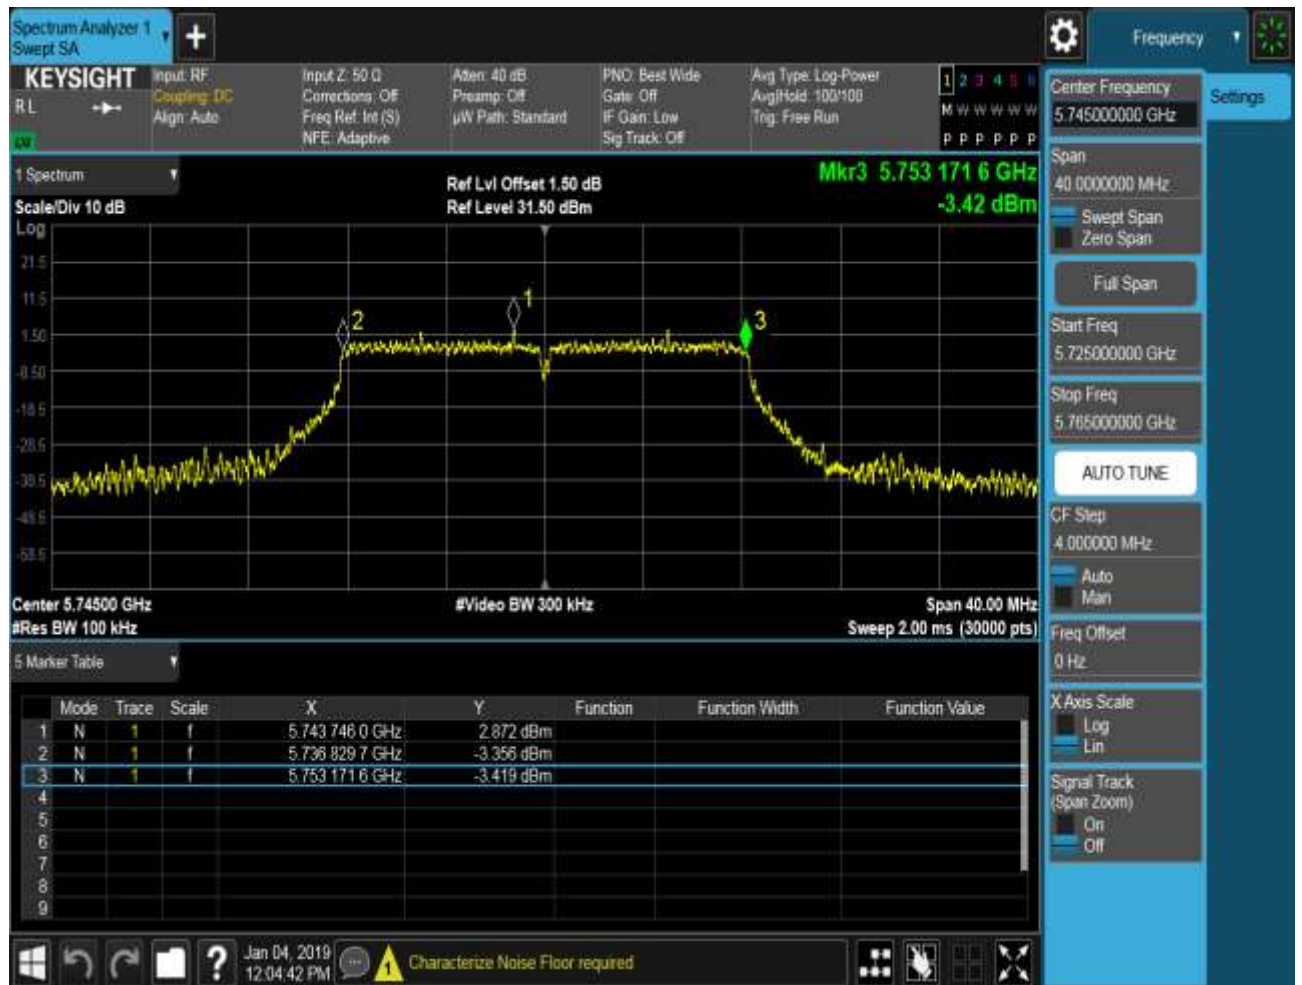 Spectrum Analyzer 1
Swept SA
Frequency
KEYSIGHT
R L
Input: RF
Coupling: DC
Align: Auto
Input Z: 50 Ω
Corrections: Off
Freq Ref: Int (S)
NFE: Adaptive
Atten: 40 dB
Preamp: Off
µW Path: Standard
PNO: Best Wide
Gate: Off
IF Gain: Low
Sig Track: Off
Avg Type: Log-Power
Avg|Hold: 100/100
Trig: Free Run
1 2 3 4 5 6
M W W W W W
P P P P P P
1 Spectrum
Scale/Div 10 dB
Log
Ref Lvl Offset 1.50 dB
Ref Level 31.50 dBm
Mkr3 5.753 171 6 GHz
-3.42 dBm
21.5
11.5
1.50
-8.50
-18.5
-28.5
-38.5
-48.5
-58.5
1
2
3
Center 5.74500 GHz
#Res BW 100 kHz
#Video BW 300 kHz
Span 40.00 MHz
Sweep 2.00 ms (30000 pts)
5 Marker Table
Mode Trace Scale X Y Function Function Width Function Value
1 N 1 f 5.743 746 0 GHz 2.872 dBm
2 N 1 f 5.736 829 7 GHz -3.356 dBm
3 N 1 f 5.753 171 6 GHz -3.419 dBm
4
5
6
7
8
9
Center Frequency
5.745000000 GHz
Settings
Span
40.0000000 MHz
Swept Span
Zero Span
Full Span
Start Freq
5.725000000 GHz
Stop Freq
5.765000000 GHz
AUTO TUNE
CF Step
4.000000 MHz
Auto
Man
Freq Offset
0 Hz
X Axis Scale
Log
Lin
Signal Track
(Span Zoom)
On
Off
?
Jan 04, 2019
12:04:42 PM
1
Characterize Noise Floor required